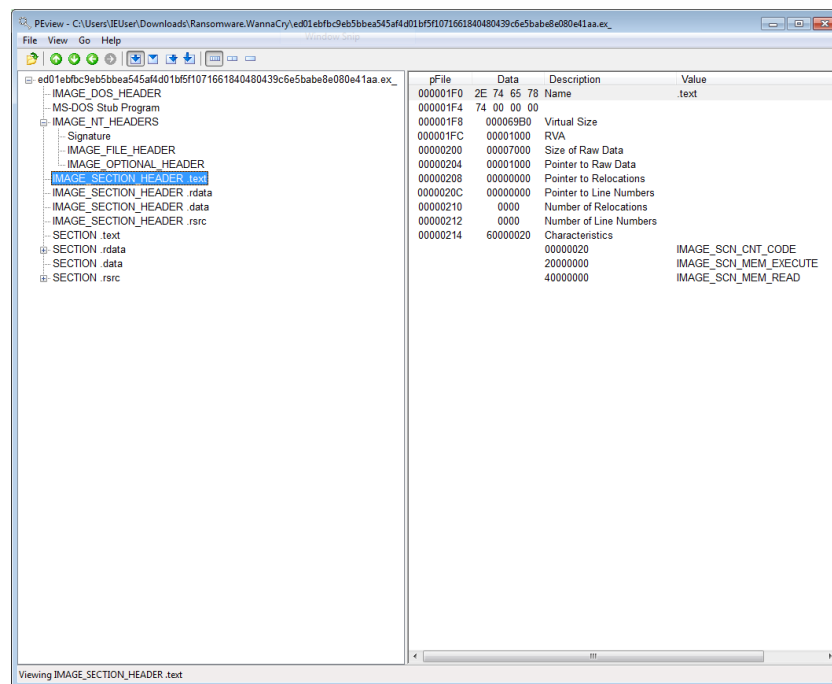 PEview - C:\Users\IEUser\Downloads\Ransomware.WannaCry\ed01ebfbc9eb5bbea545af4d01bf5f1071661840480439c6e5babe8e080e41aa.ex_
Window Snip
File View Go Help
ed01ebfbc9eb5bbea545af4d01bf5f1071661840480439c6e5babe8e080e41aa.ex_
IMAGE_DOS_HEADER
MS-DOS Stub Program
IMAGE_NT_HEADERS
Signature
IMAGE_FILE_HEADER
IMAGE_OPTIONAL_HEADER
IMAGE_SECTION_HEADER .text
IMAGE_SECTION_HEADER .rdata
IMAGE_SECTION_HEADER .data
IMAGE_SECTION_HEADER .rsrc
SECTION .text
SECTION .rdata
SECTION .data
SECTION .rsrc
pFile Data Description Value
000001F0 2E 74 65 78 Name .text
000001F4 74 00 00 00
000001F8 000069B0 Virtual Size
000001FC 00001000 RVA
00000200 00007000 Size of Raw Data
00000204 00001000 Pointer to Raw Data
00000208 00000000 Pointer to Relocations
0000020C 00000000 Pointer to Line Numbers
00000210 0000 Number of Relocations
00000212 0000 Number of Line Numbers
00000214 60000020 Characteristics
00000020 IMAGE_SCN_CNT_CODE
20000000 IMAGE_SCN_MEM_EXECUTE
40000000 IMAGE_SCN_MEM_READ
Viewing IMAGE_SECTION_HEADER .text